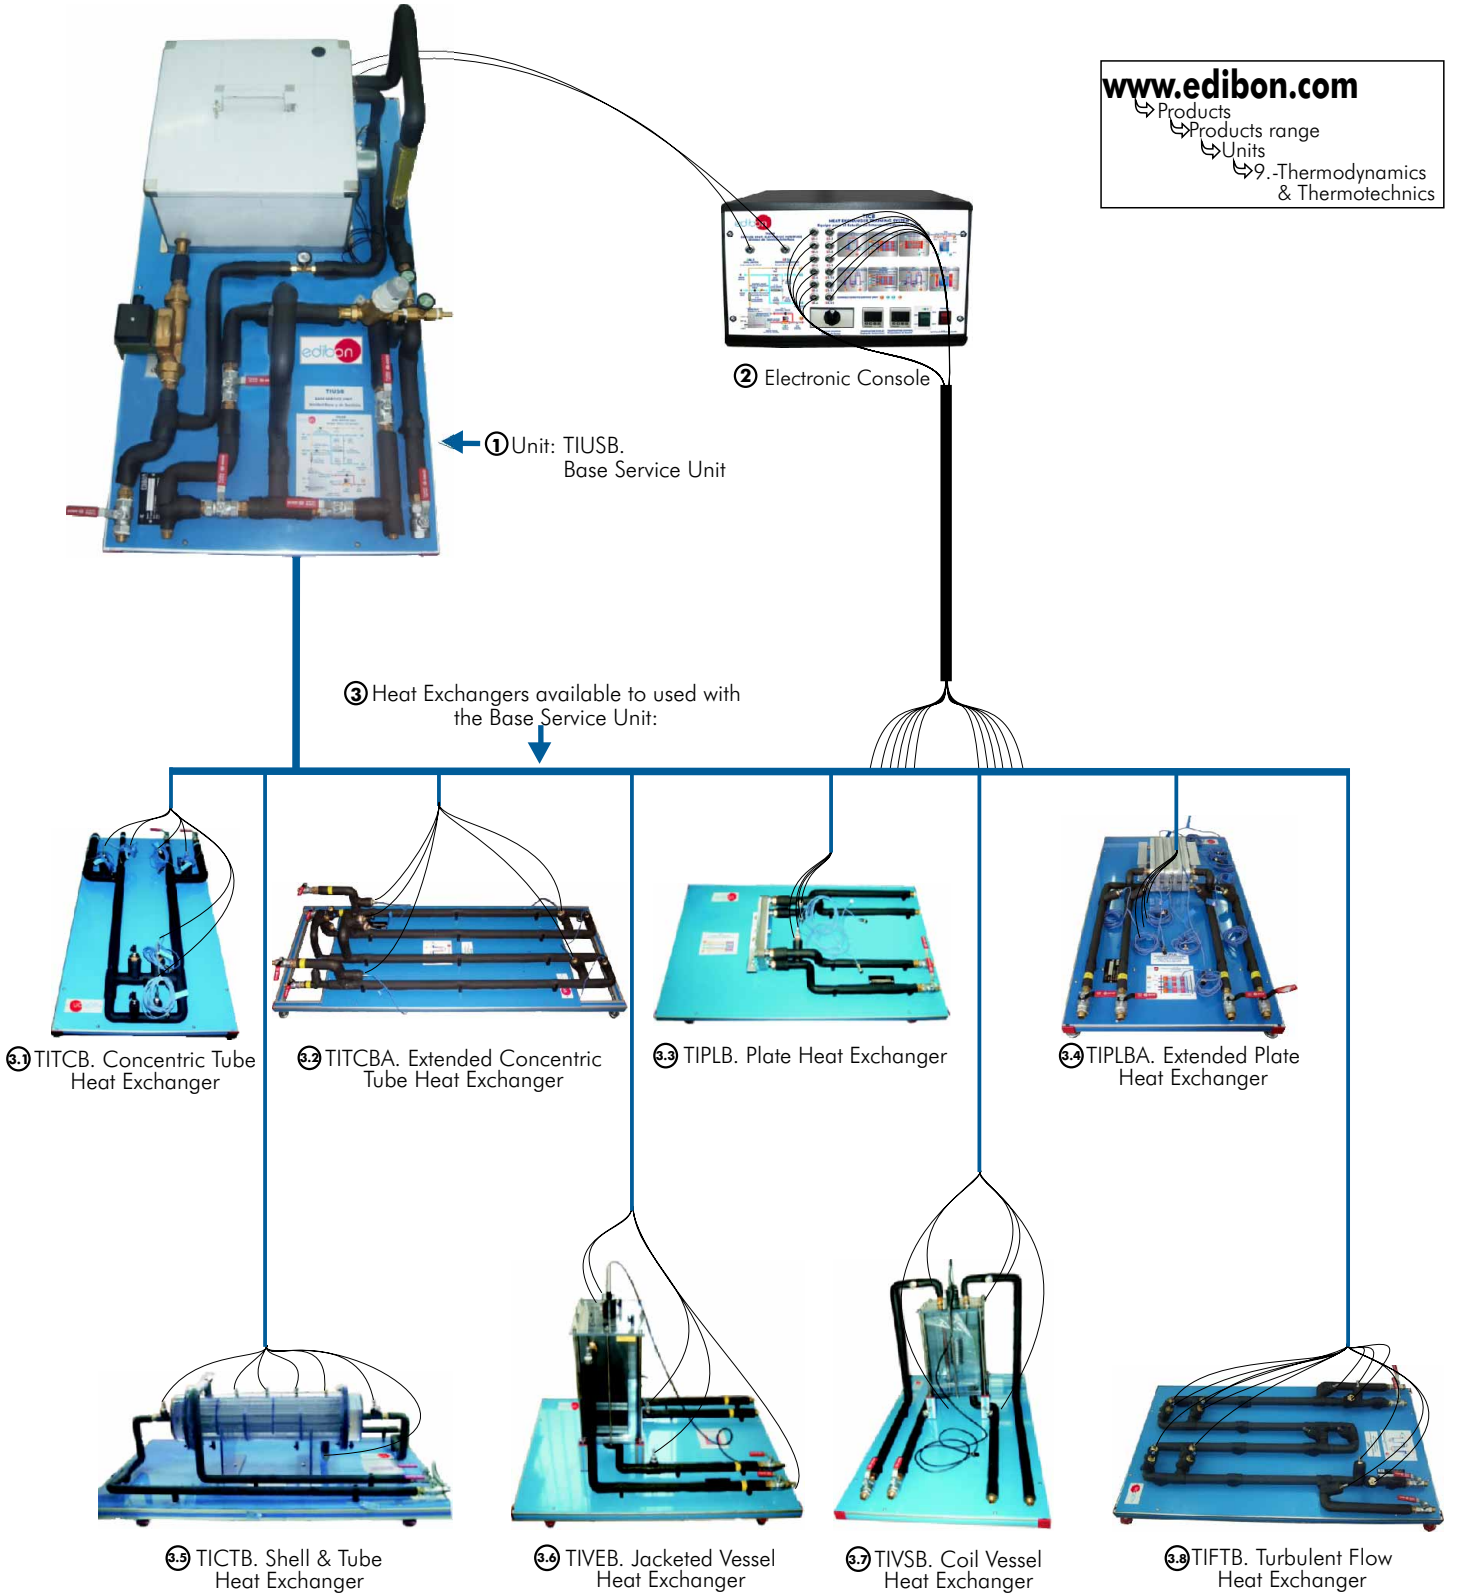 www.edibon.com
Products
Products range
Units
9.-Thermodynamics
& Thermotechnics
edibon
TIUSB
edibon
2 Electronic Console
1 Unit: TIUSB.
Base Service Unit
3 Heat Exchangers available to used with
the Base Service Unit:
3.1 TITCB. Concentric Tube
Heat Exchanger
3.2 TITCBA. Extended Concentric
Tube Heat Exchanger
3.3 TIPLB. Plate Heat Exchanger
3.4 TIPLBA. Extended Plate
Heat Exchanger
3.5 TICTB. Shell & Tube
Heat Exchanger
3.6 TIVEB. Jacketed Vessel
Heat Exchanger
3.7 TIVSB. Coil Vessel
Heat Exchanger
3.8 TIFTB. Turbulent Flow
Heat Exchanger